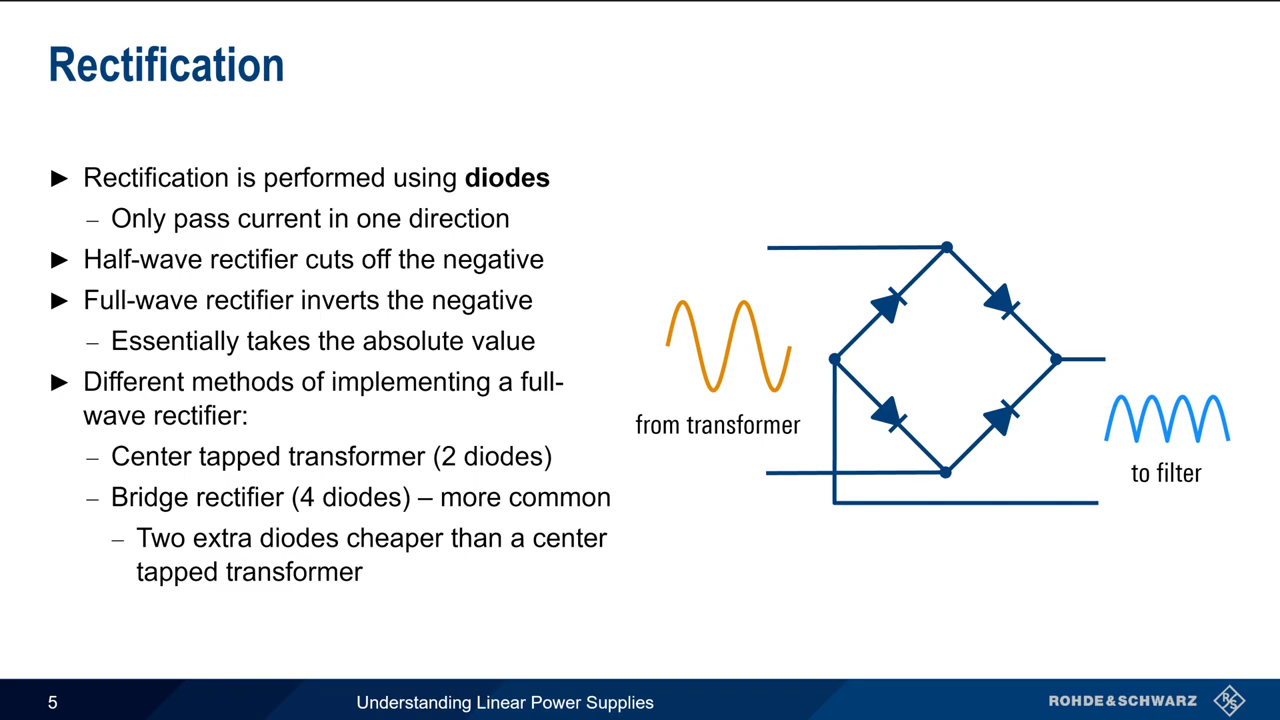 Rectification
► Rectification is performed using diodes
– Only pass current in one direction
► Half-wave rectifier cuts off the negative
► Full-wave rectifier inverts the negative
– Essentially takes the absolute value
► Different methods of implementing a full-
wave rectifier:
– Center tapped transformer (2 diodes)
– Bridge rectifier (4 diodes) – more common
– Two extra diodes cheaper than a center
tapped transformer
from transformer
to filter
5
Understanding Linear Power Supplies
ROHDE&SCHWARZ
RS